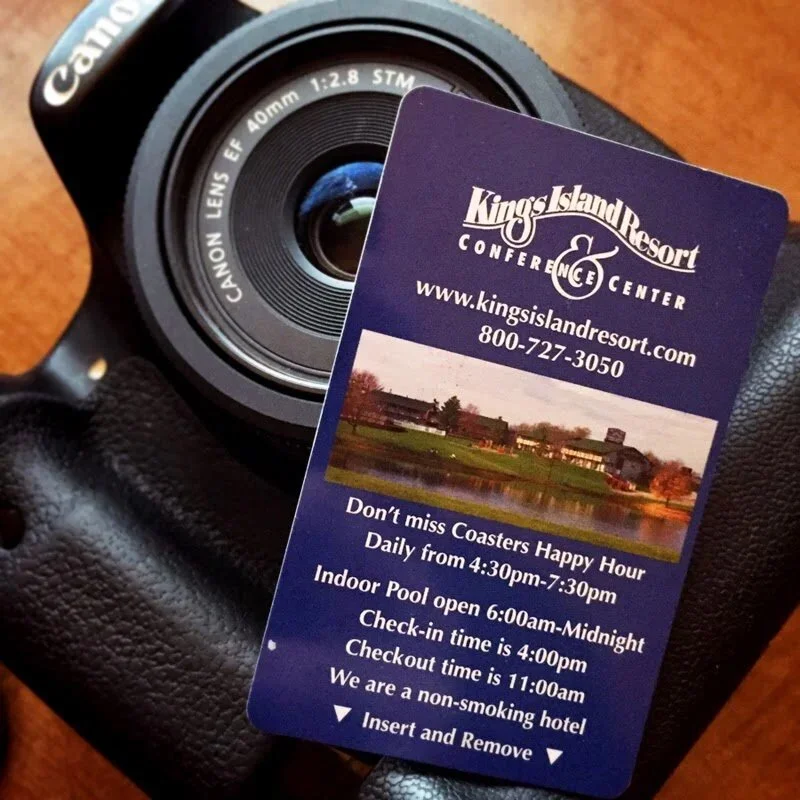 Canon
CANON LENS EF 40mm 1:2.8 STM
King's Island Resort
& CONFERENCE CENTER
www.kingsislandresort.com
800-727-3050
Don't miss Coasters Happy Hour
Daily from 4:30pm-7:30pm
Indoor Pool open 6:00am-Midnight
Check-in time is 4:00pm
Checkout time is 11:00am
We are a non-smoking hotel
▼ Insert and Remove ▼